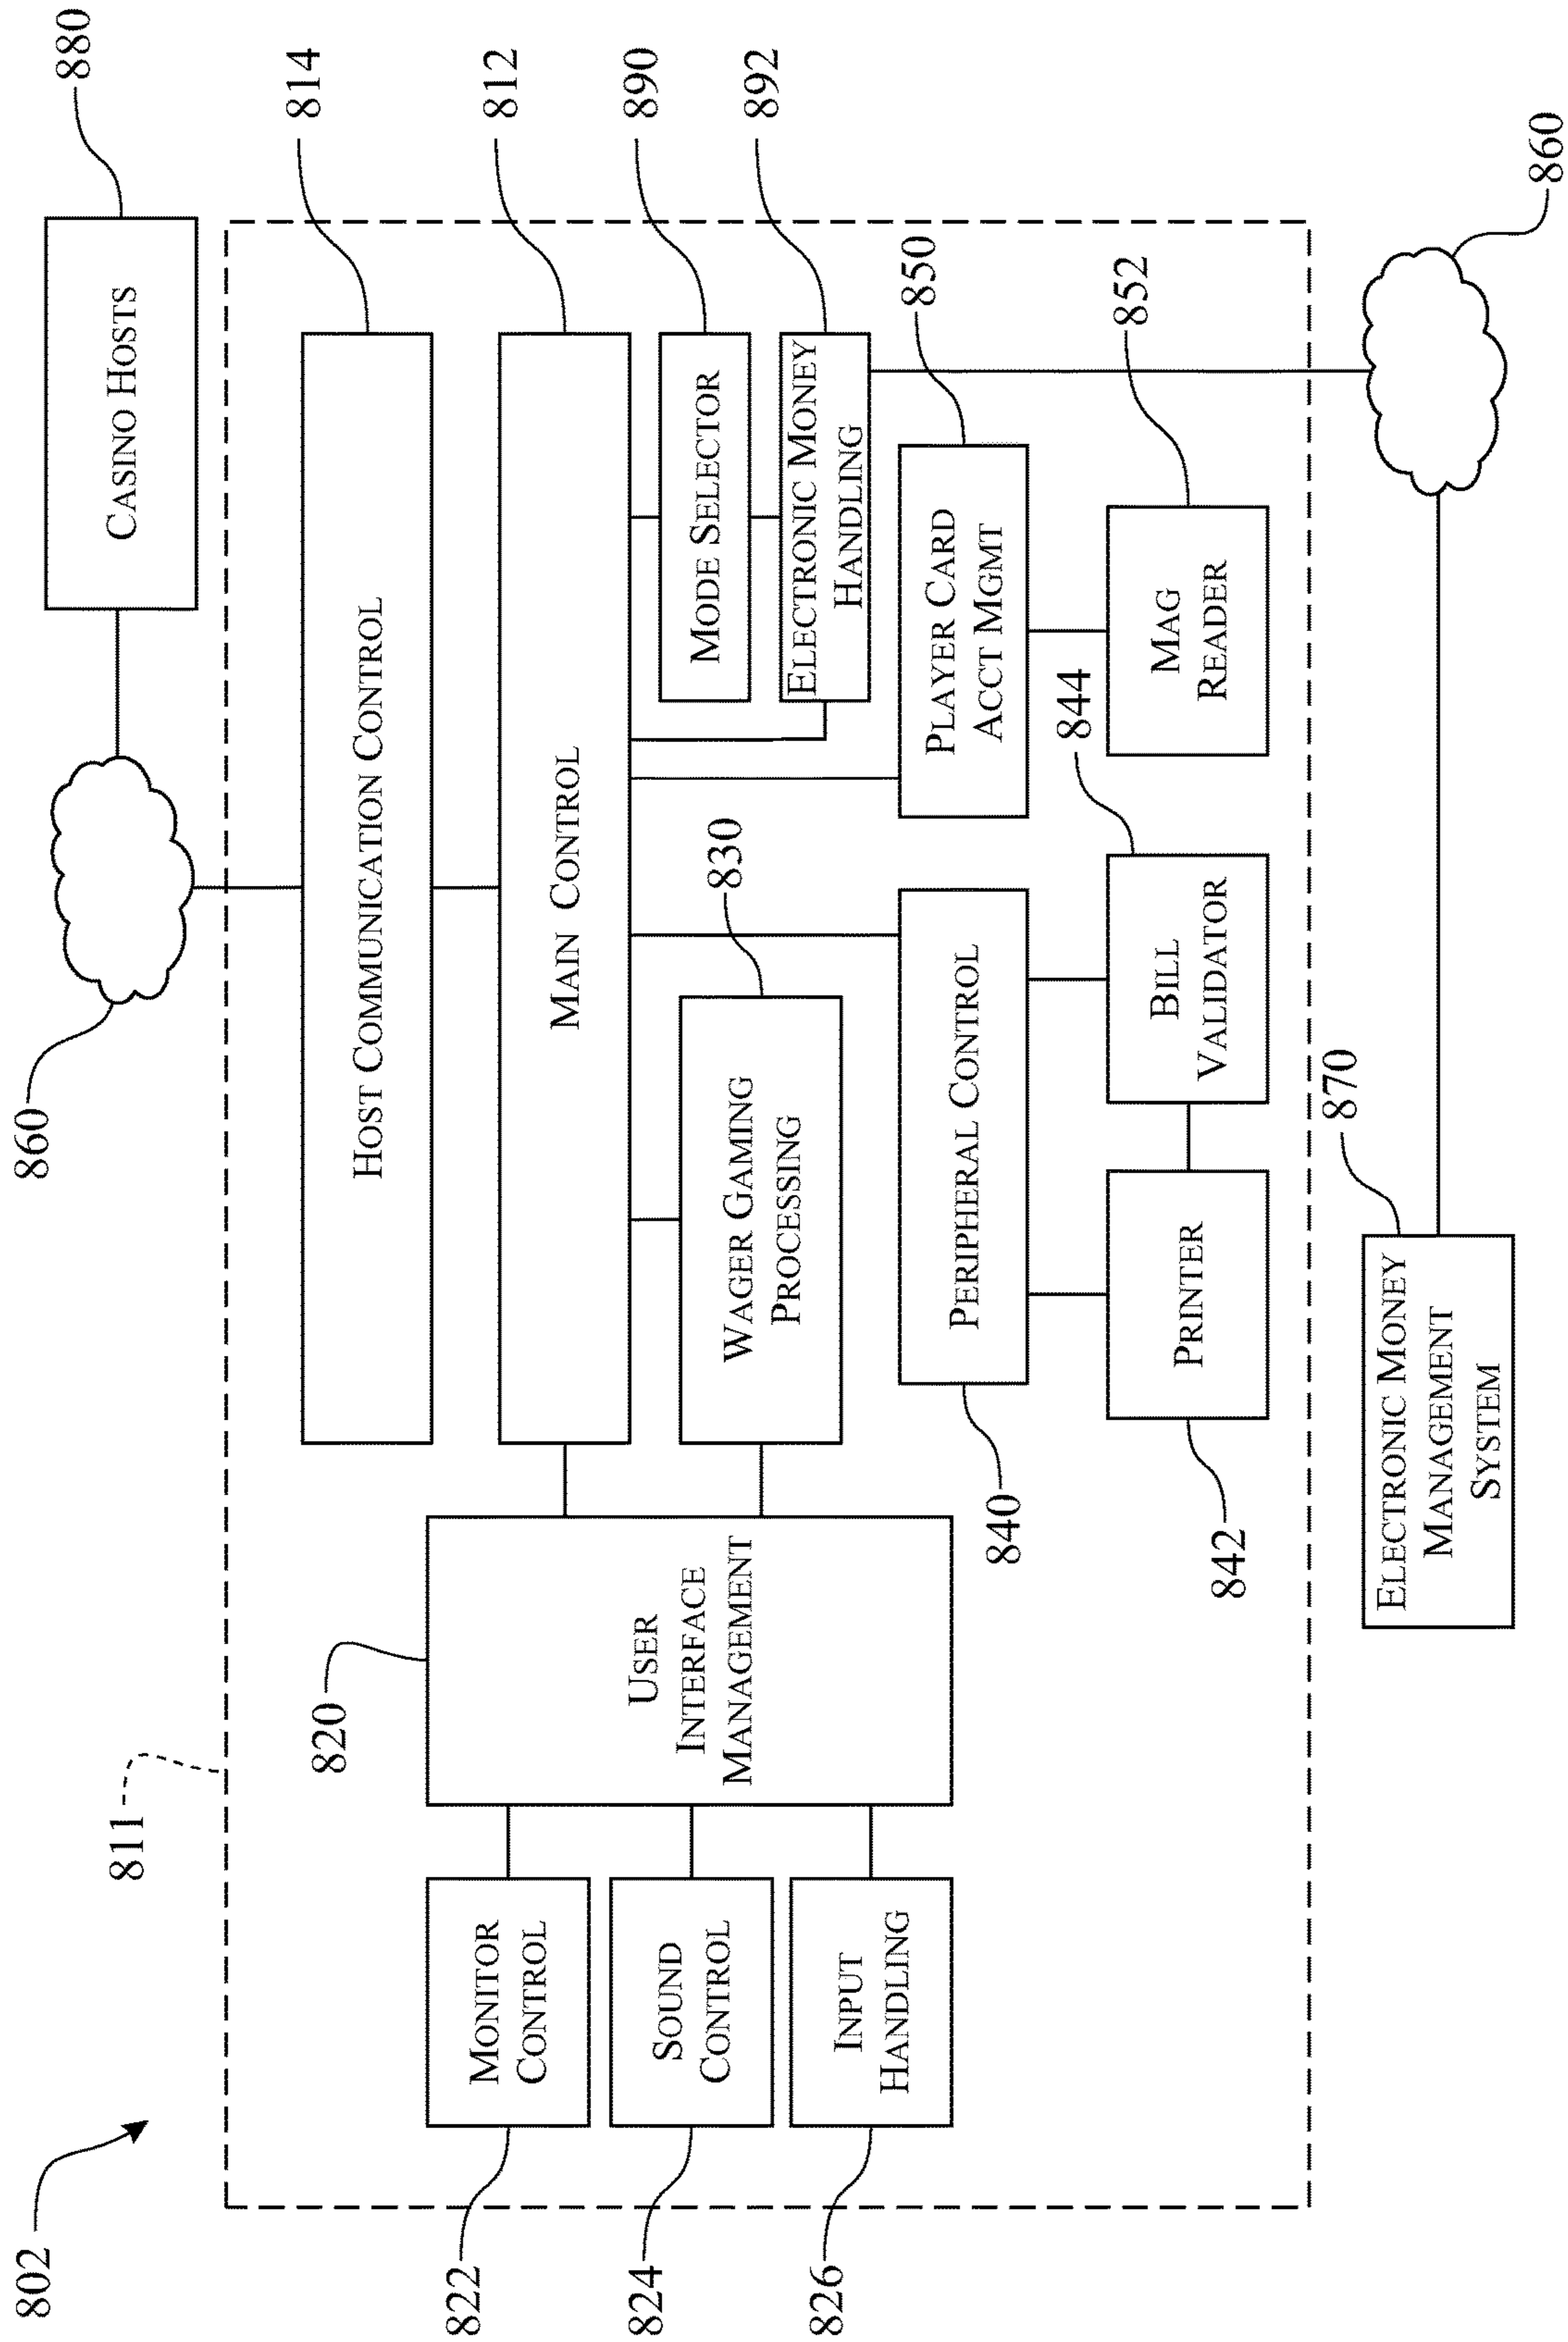 802
811
860
CASINO HOSTS
880
HOST COMMUNICATION CONTROL
814
MAIN CONTROL
812
MODE SELECTOR
890
ELECTRONIC MONEY
HANDLING
892
820
USER
INTERFACE
MANAGEMENT
MONITOR
CONTROL
822
SOUND
CONTROL
824
INPUT
HANDLING
826
WAGER GAMING
PROCESSING
830
PERIPHERAL CONTROL
840
PLAYER CARD
ACCT MGMT
850
PRINTER
842
BILL
VALIDATOR
844
MAG
READER
852
ELECTRONIC MONEY
MANAGEMENT
SYSTEM
870
860